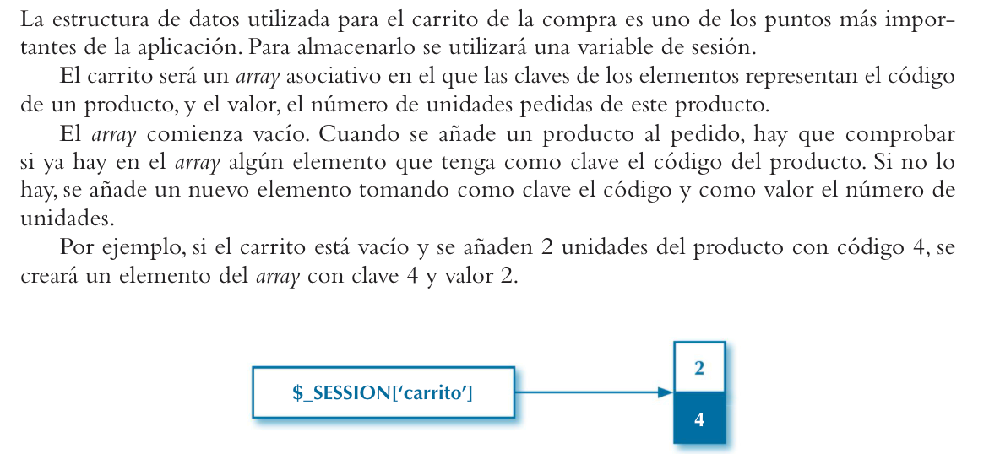 La estructura de datos utilizada para el carrito de la compra es uno de los puntos más impor-
tantes de la aplicación. Para almacenarlo se utilizará una variable de sesión.
El carrito será un array asociativo en el que las claves de los elementos representan el código
de un producto, y el valor, el número de unidades pedidas de este producto.
El array comienza vacío. Cuando se añade un producto al pedido, hay que comprobar
si ya hay en el array algún elemento que tenga como clave el código del producto. Si no lo
hay, se añade un nuevo elemento tomando como clave el código y como valor el número de
unidades.
Por ejemplo, si el carrito está vacío y se añaden 2 unidades del producto con código 4, se
creará un elemento del array con clave 4 y valor 2.
$_SESSION[‘carrito’]
2
4